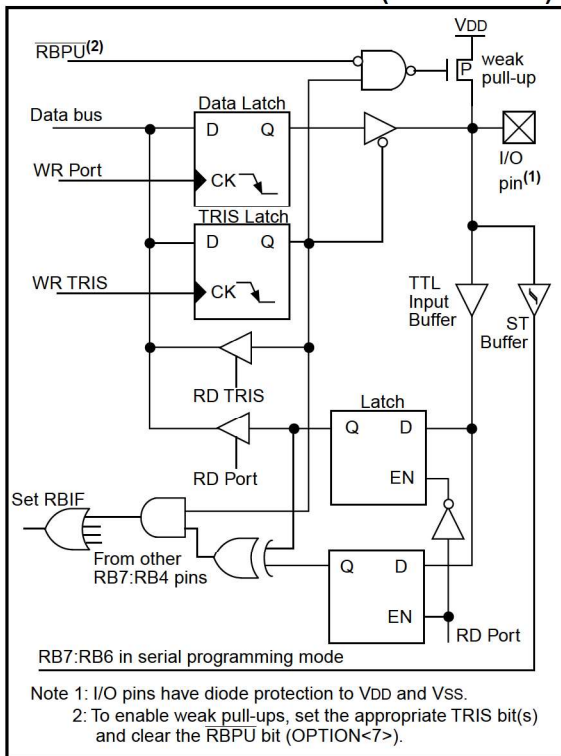 VDD
RBPU(2)
P
weak
pull-up
Data Latch
Data bus
D
Q
WR Port
CK
I/O
pin(1)
TRIS Latch
D
Q
WR TRIS
CK
TTL
Input
Buffer
ST
Buffer
RD TRIS
Latch
Q
D
RD Port
EN
Set RBIF
From other
RB7:RB4 pins
Q
D
EN
RD Port
RB7:RB6 in serial programming mode
Note 1: I/O pins have diode protection to VDD and VSS.
2: To enable weak pull-ups, set the appropriate TRIS bit(s)
and clear the RBPU bit (OPTION<7>).